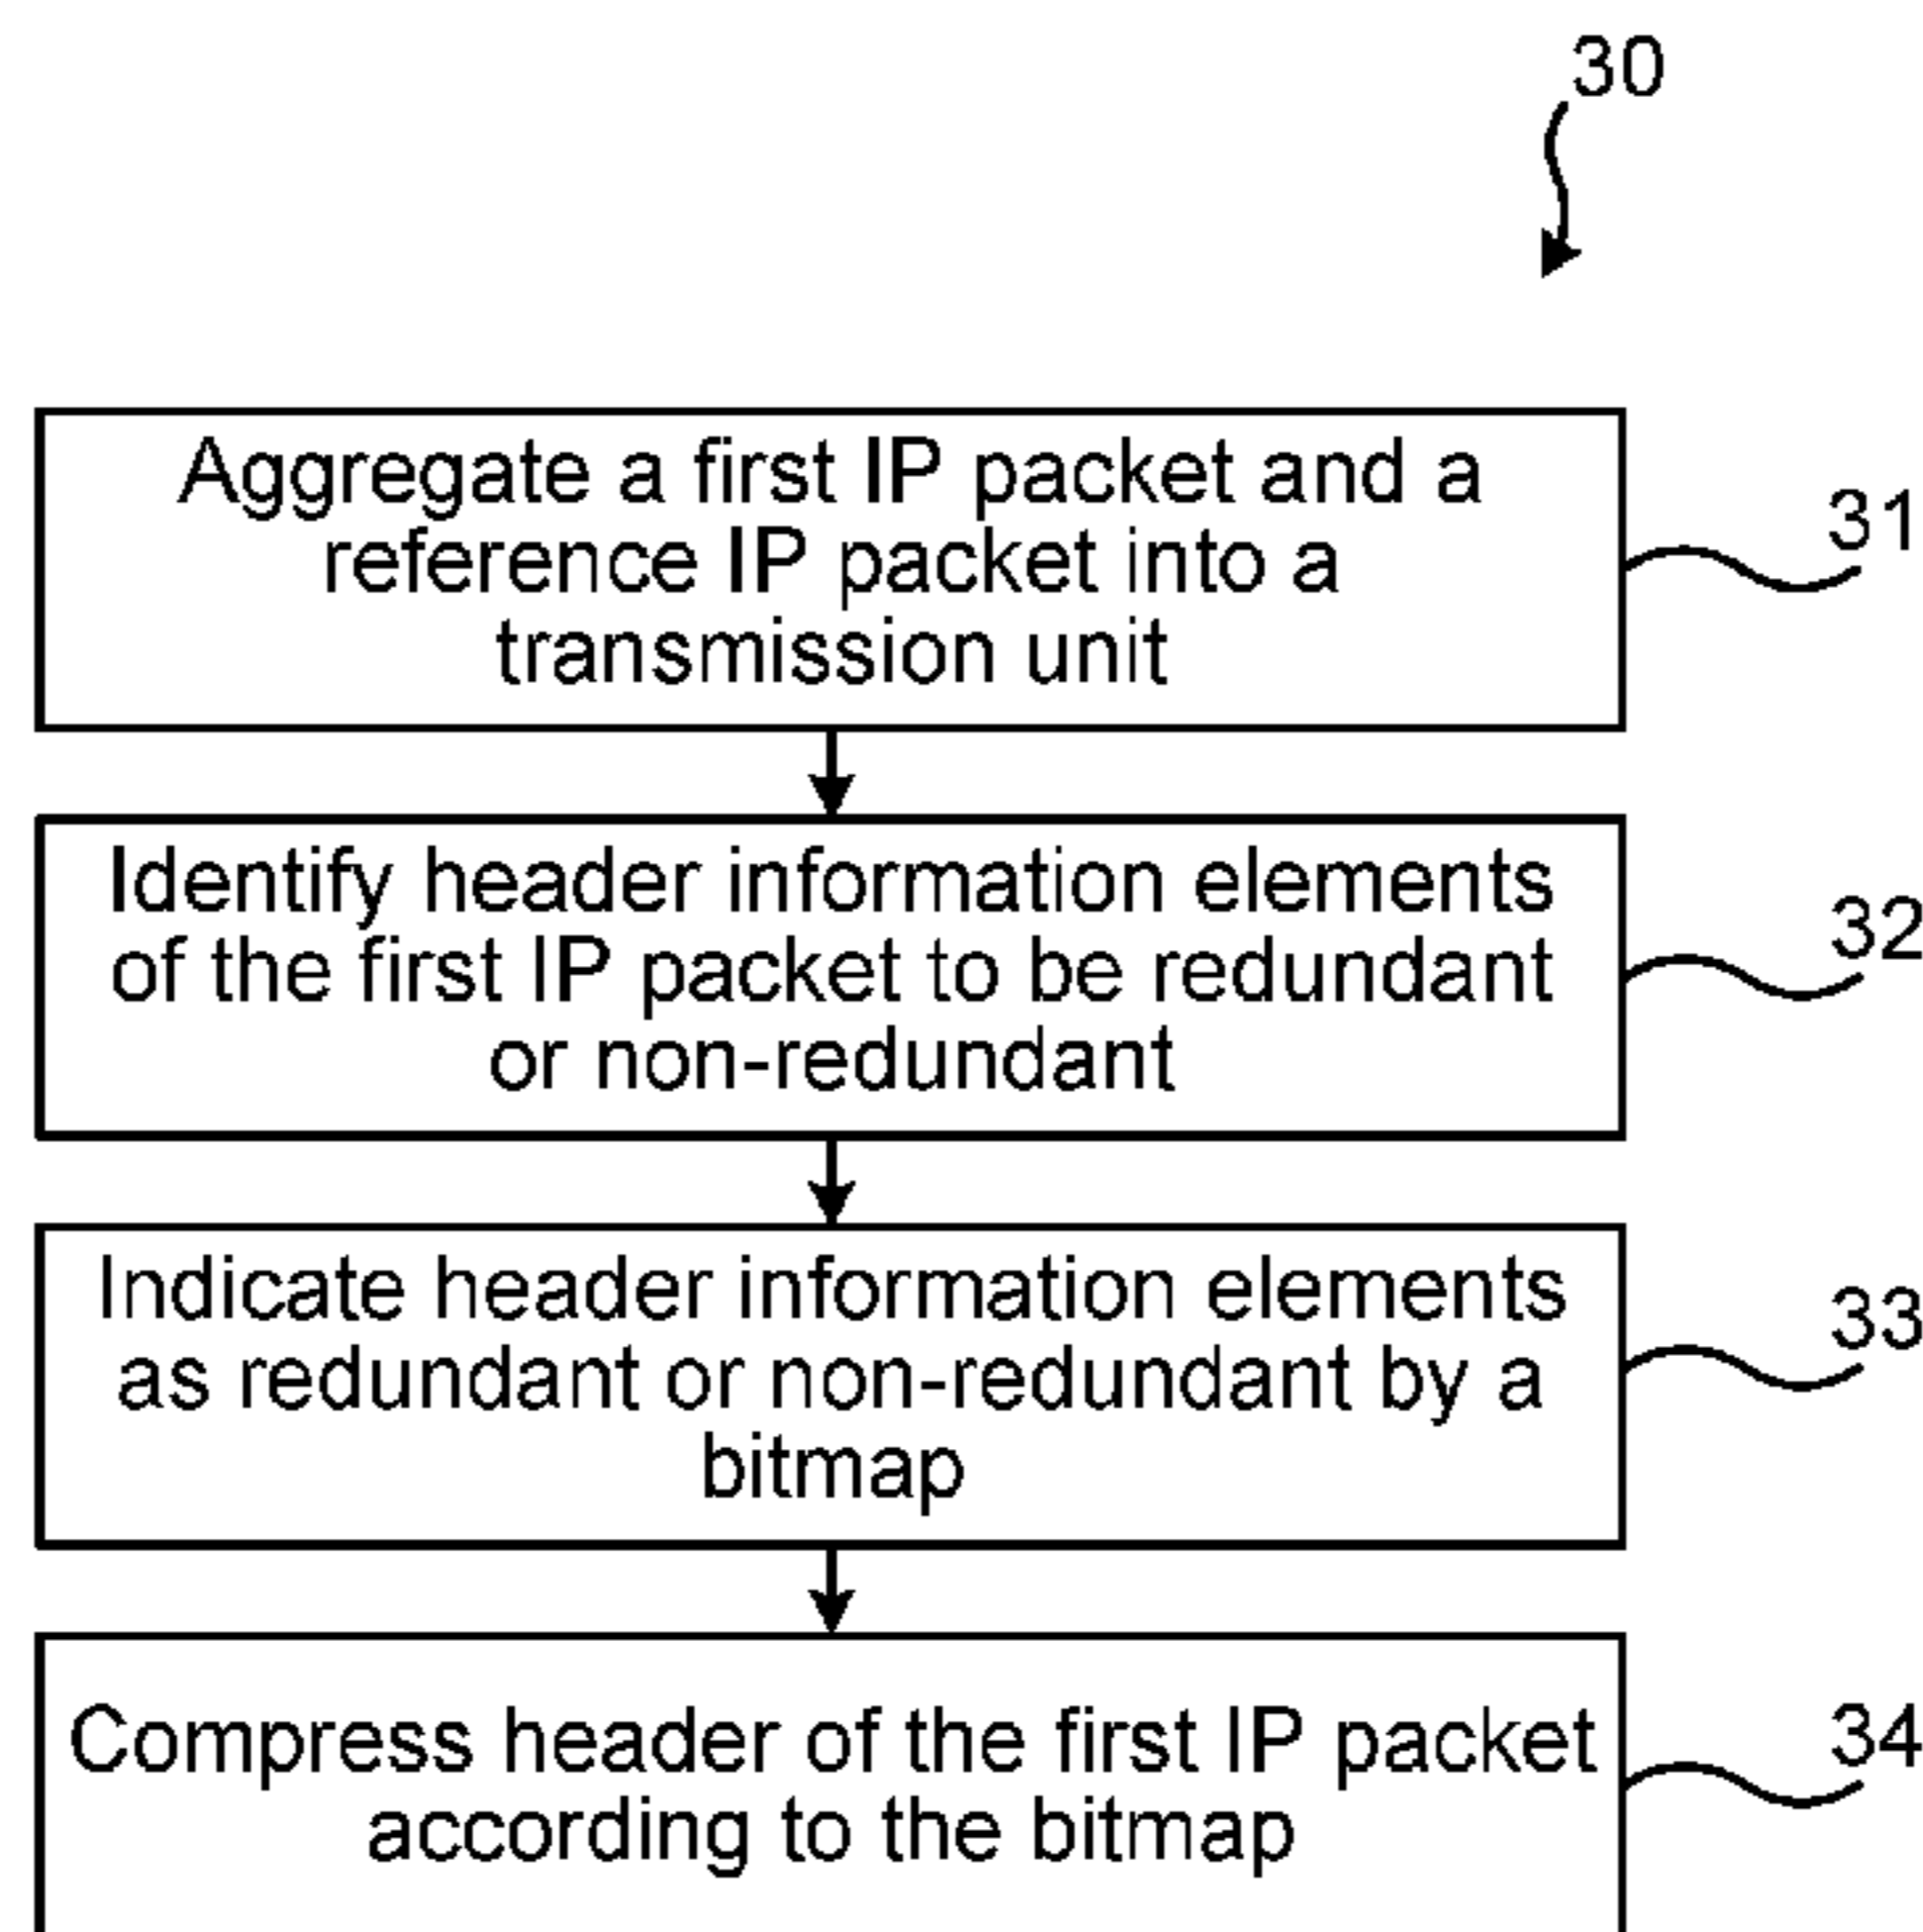 30
Aggregate a first IP packet and a
reference IP packet into a
transmission unit
31
Identify header information elements
of the first IP packet to be redundant
or non-redundant
32
Indicate header information elements
as redundant or non-redundant by a
bitmap
33
Compress header of the first IP packet
according to the bitmap
34